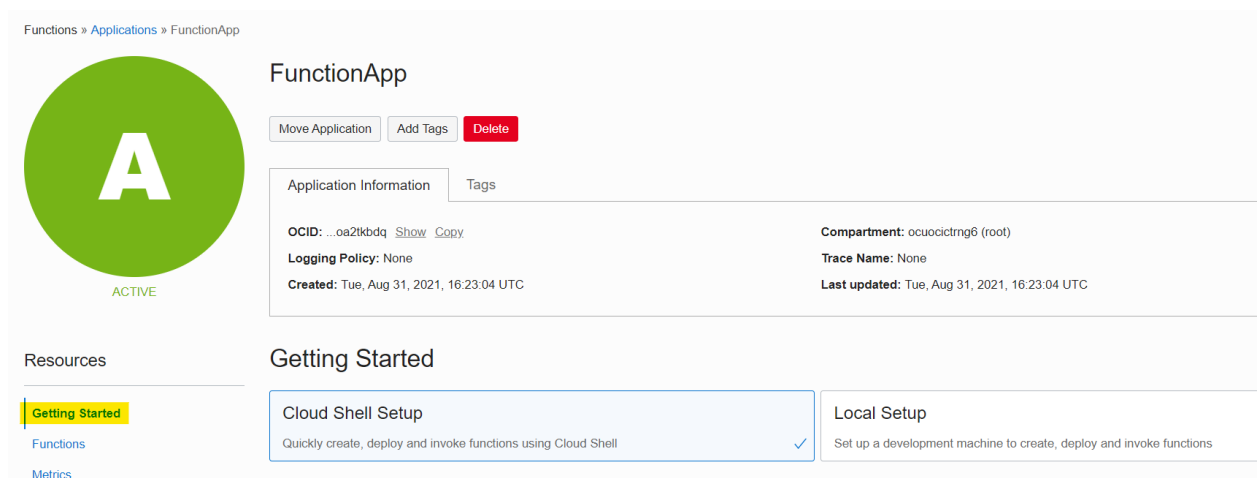 Functions » Applications » FunctionApp
A
ACTIVE
FunctionApp
Move Application Add Tags Delete
Application Information Tags
OCID: ...oa2tkbdq Show Copy
Compartment: ocuocictrng6 (root)
Logging Policy: None
Trace Name: None
Created: Tue, Aug 31, 2021, 16:23:04 UTC
Last updated: Tue, Aug 31, 2021, 16:23:04 UTC
Resources
Getting Started
Functions
Metrics
Getting Started
Cloud Shell Setup
Quickly create, deploy and invoke functions using Cloud Shell
Local Setup
Set up a development machine to create, deploy and invoke functions